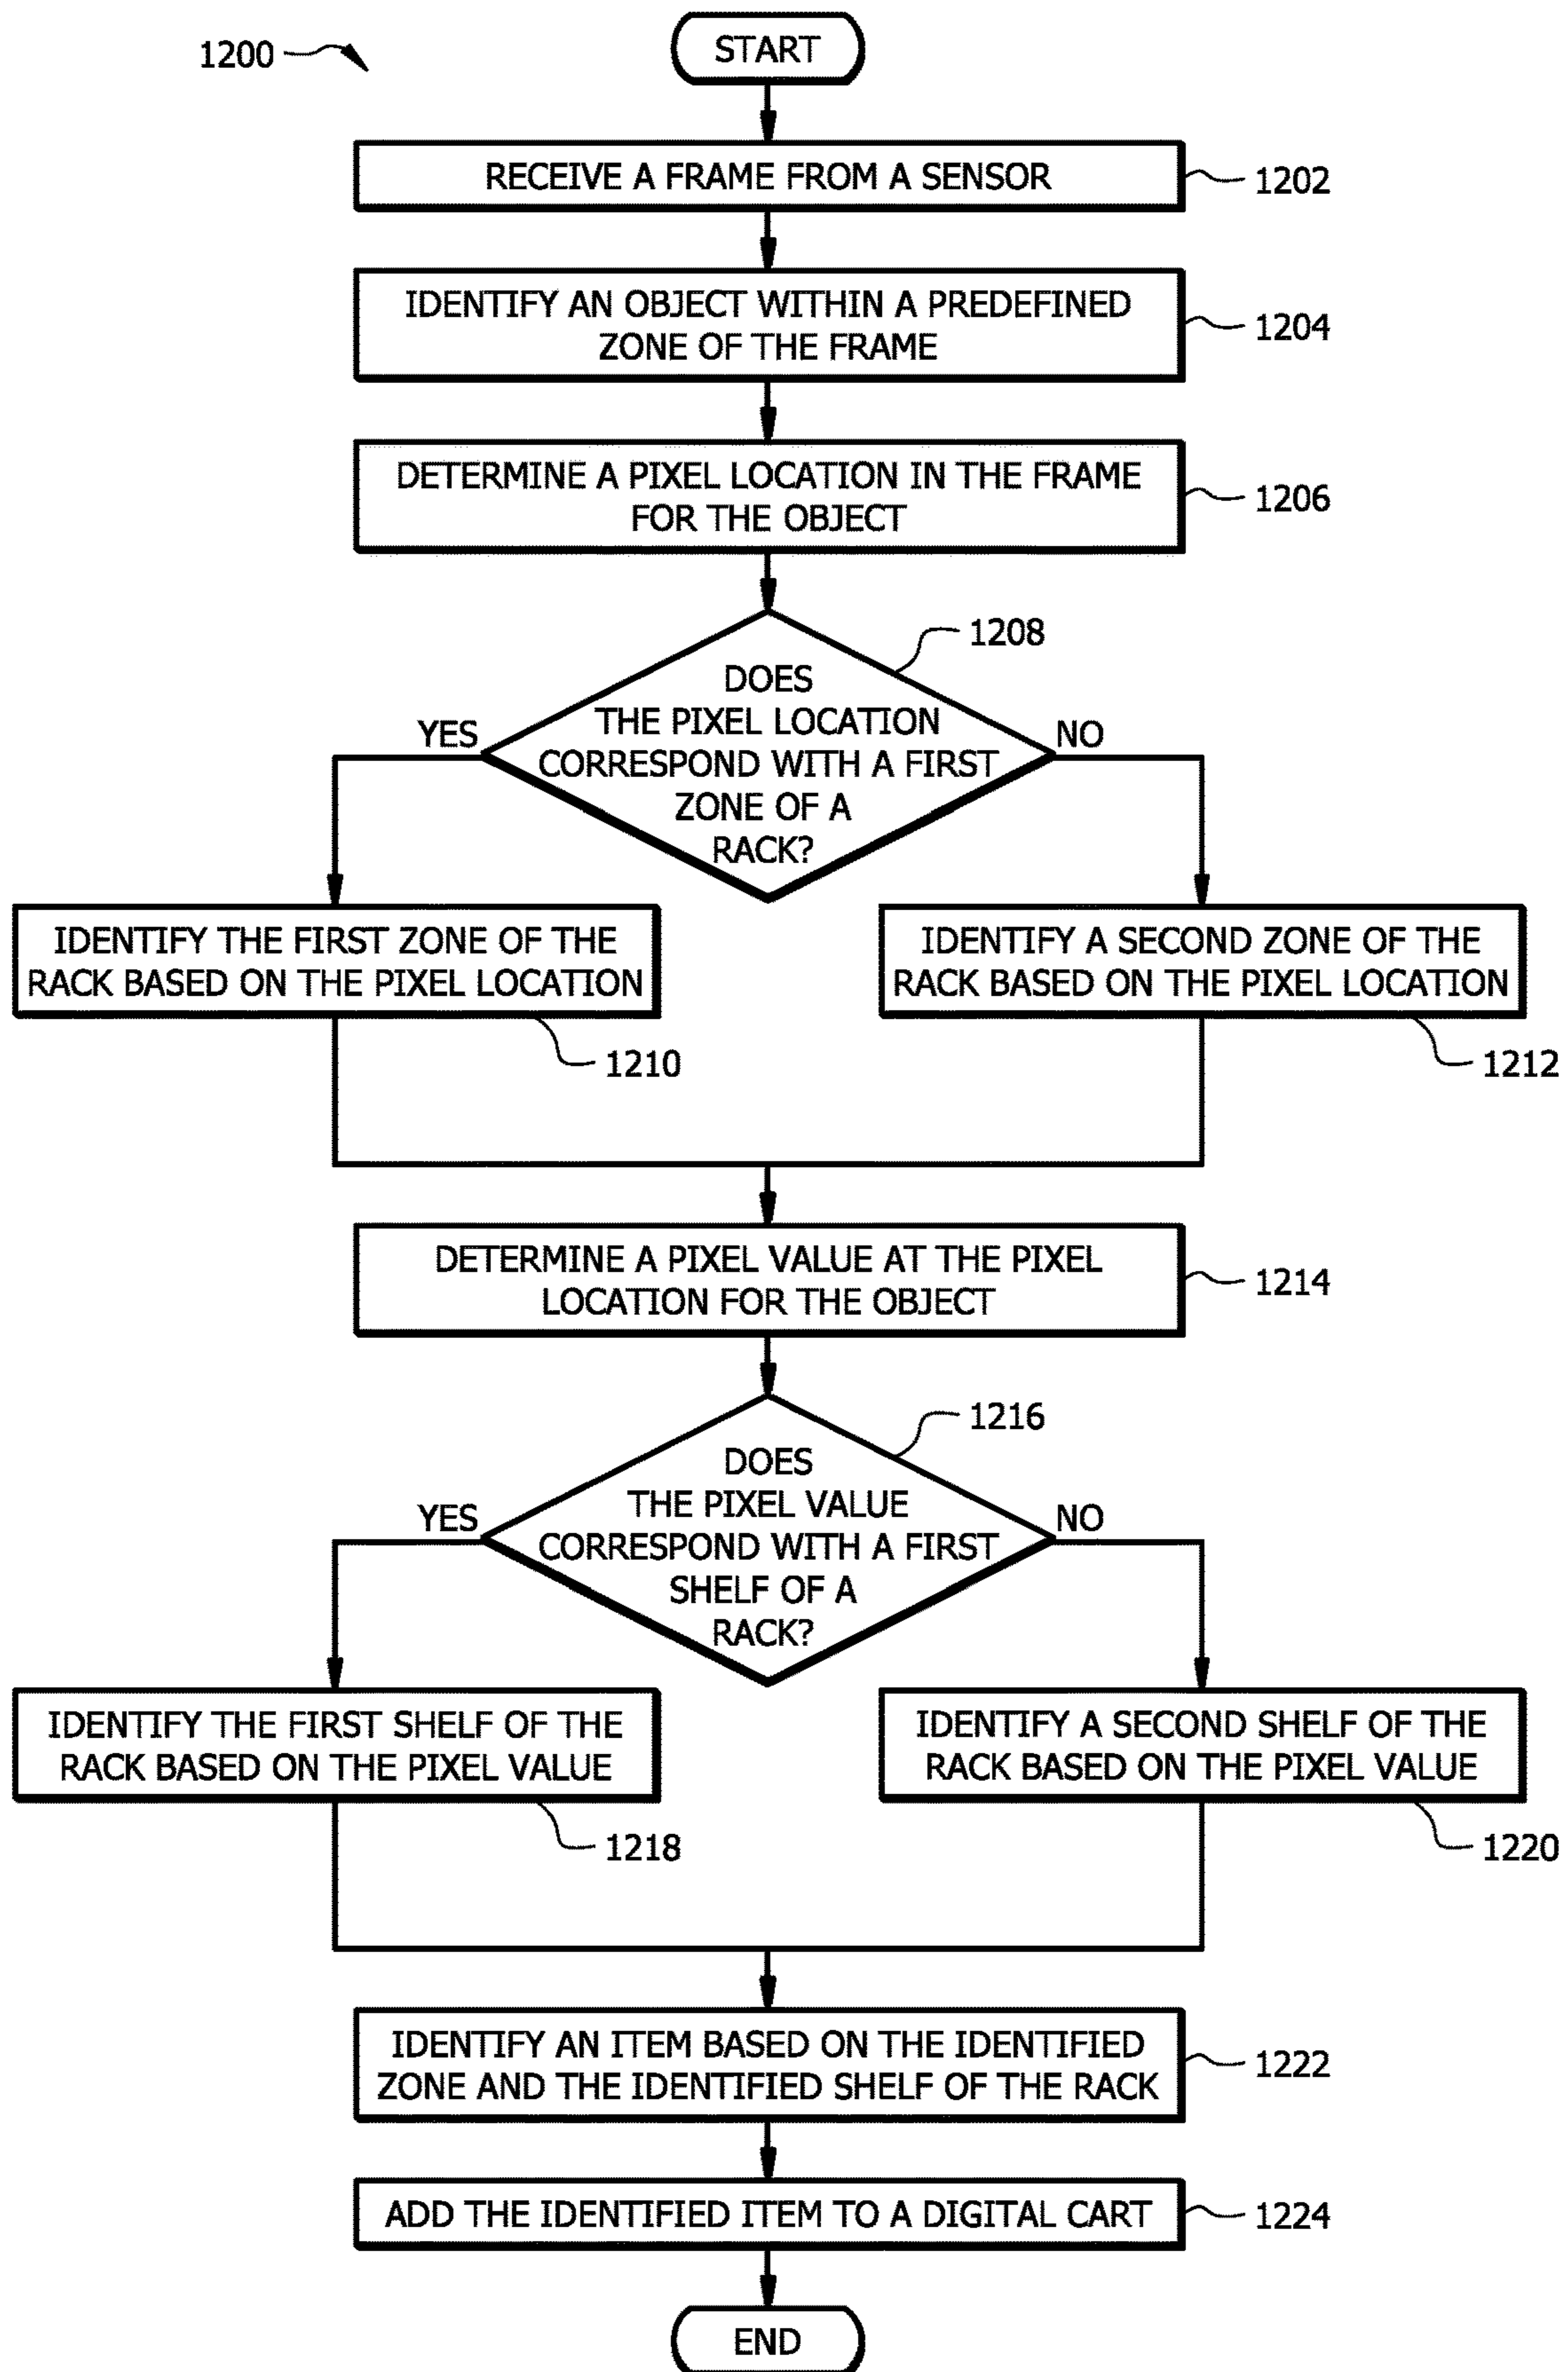 1200
START
RECEIVE A FRAME FROM A SENSOR
1202
IDENTIFY AN OBJECT WITHIN A PREDEFINED
ZONE OF THE FRAME
1204
DETERMINE A PIXEL LOCATION IN THE FRAME
FOR THE OBJECT
1206
1208
DOES
THE PIXEL LOCATION
CORRESPOND WITH A FIRST
ZONE OF A
RACK?
YES
NO
IDENTIFY THE FIRST ZONE OF THE
RACK BASED ON THE PIXEL LOCATION
1210
IDENTIFY A SECOND ZONE OF THE
RACK BASED ON THE PIXEL LOCATION
1212
DETERMINE A PIXEL VALUE AT THE PIXEL
LOCATION FOR THE OBJECT
1214
1216
DOES
THE PIXEL VALUE
CORRESPOND WITH A FIRST
SHELF OF A
RACK?
YES
NO
IDENTIFY THE FIRST SHELF OF THE
RACK BASED ON THE PIXEL VALUE
1218
IDENTIFY A SECOND SHELF OF THE
RACK BASED ON THE PIXEL VALUE
1220
IDENTIFY AN ITEM BASED ON THE IDENTIFIED
ZONE AND THE IDENTIFIED SHELF OF THE RACK
1222
ADD THE IDENTIFIED ITEM TO A DIGITAL CART
1224
END